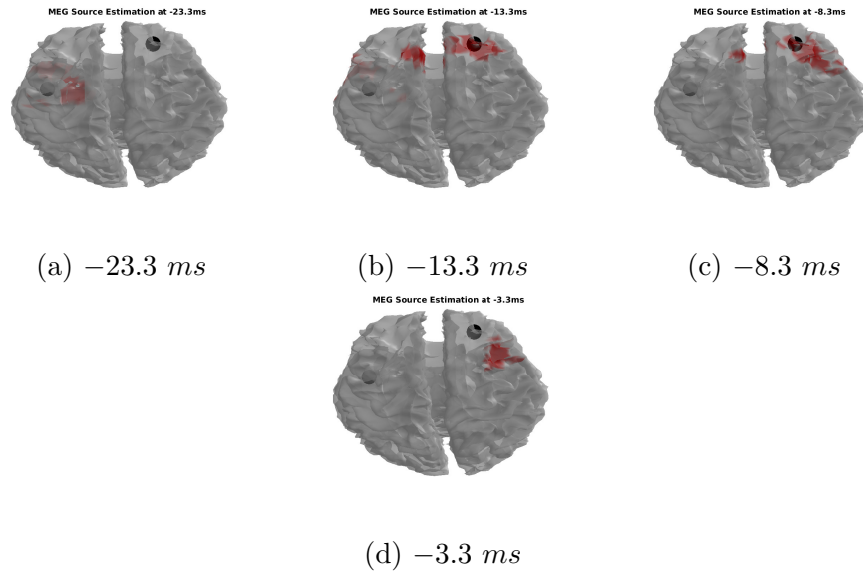 MEG Source Estimation at -23.3ms
MEG Source Estimation at -13.3ms
MEG Source Estimation at -8.3ms
(a) −23.3 ms
(b) −13.3 ms
(c) −8.3 ms
MEG Source Estimation at -3.3ms
(d) −3.3 ms